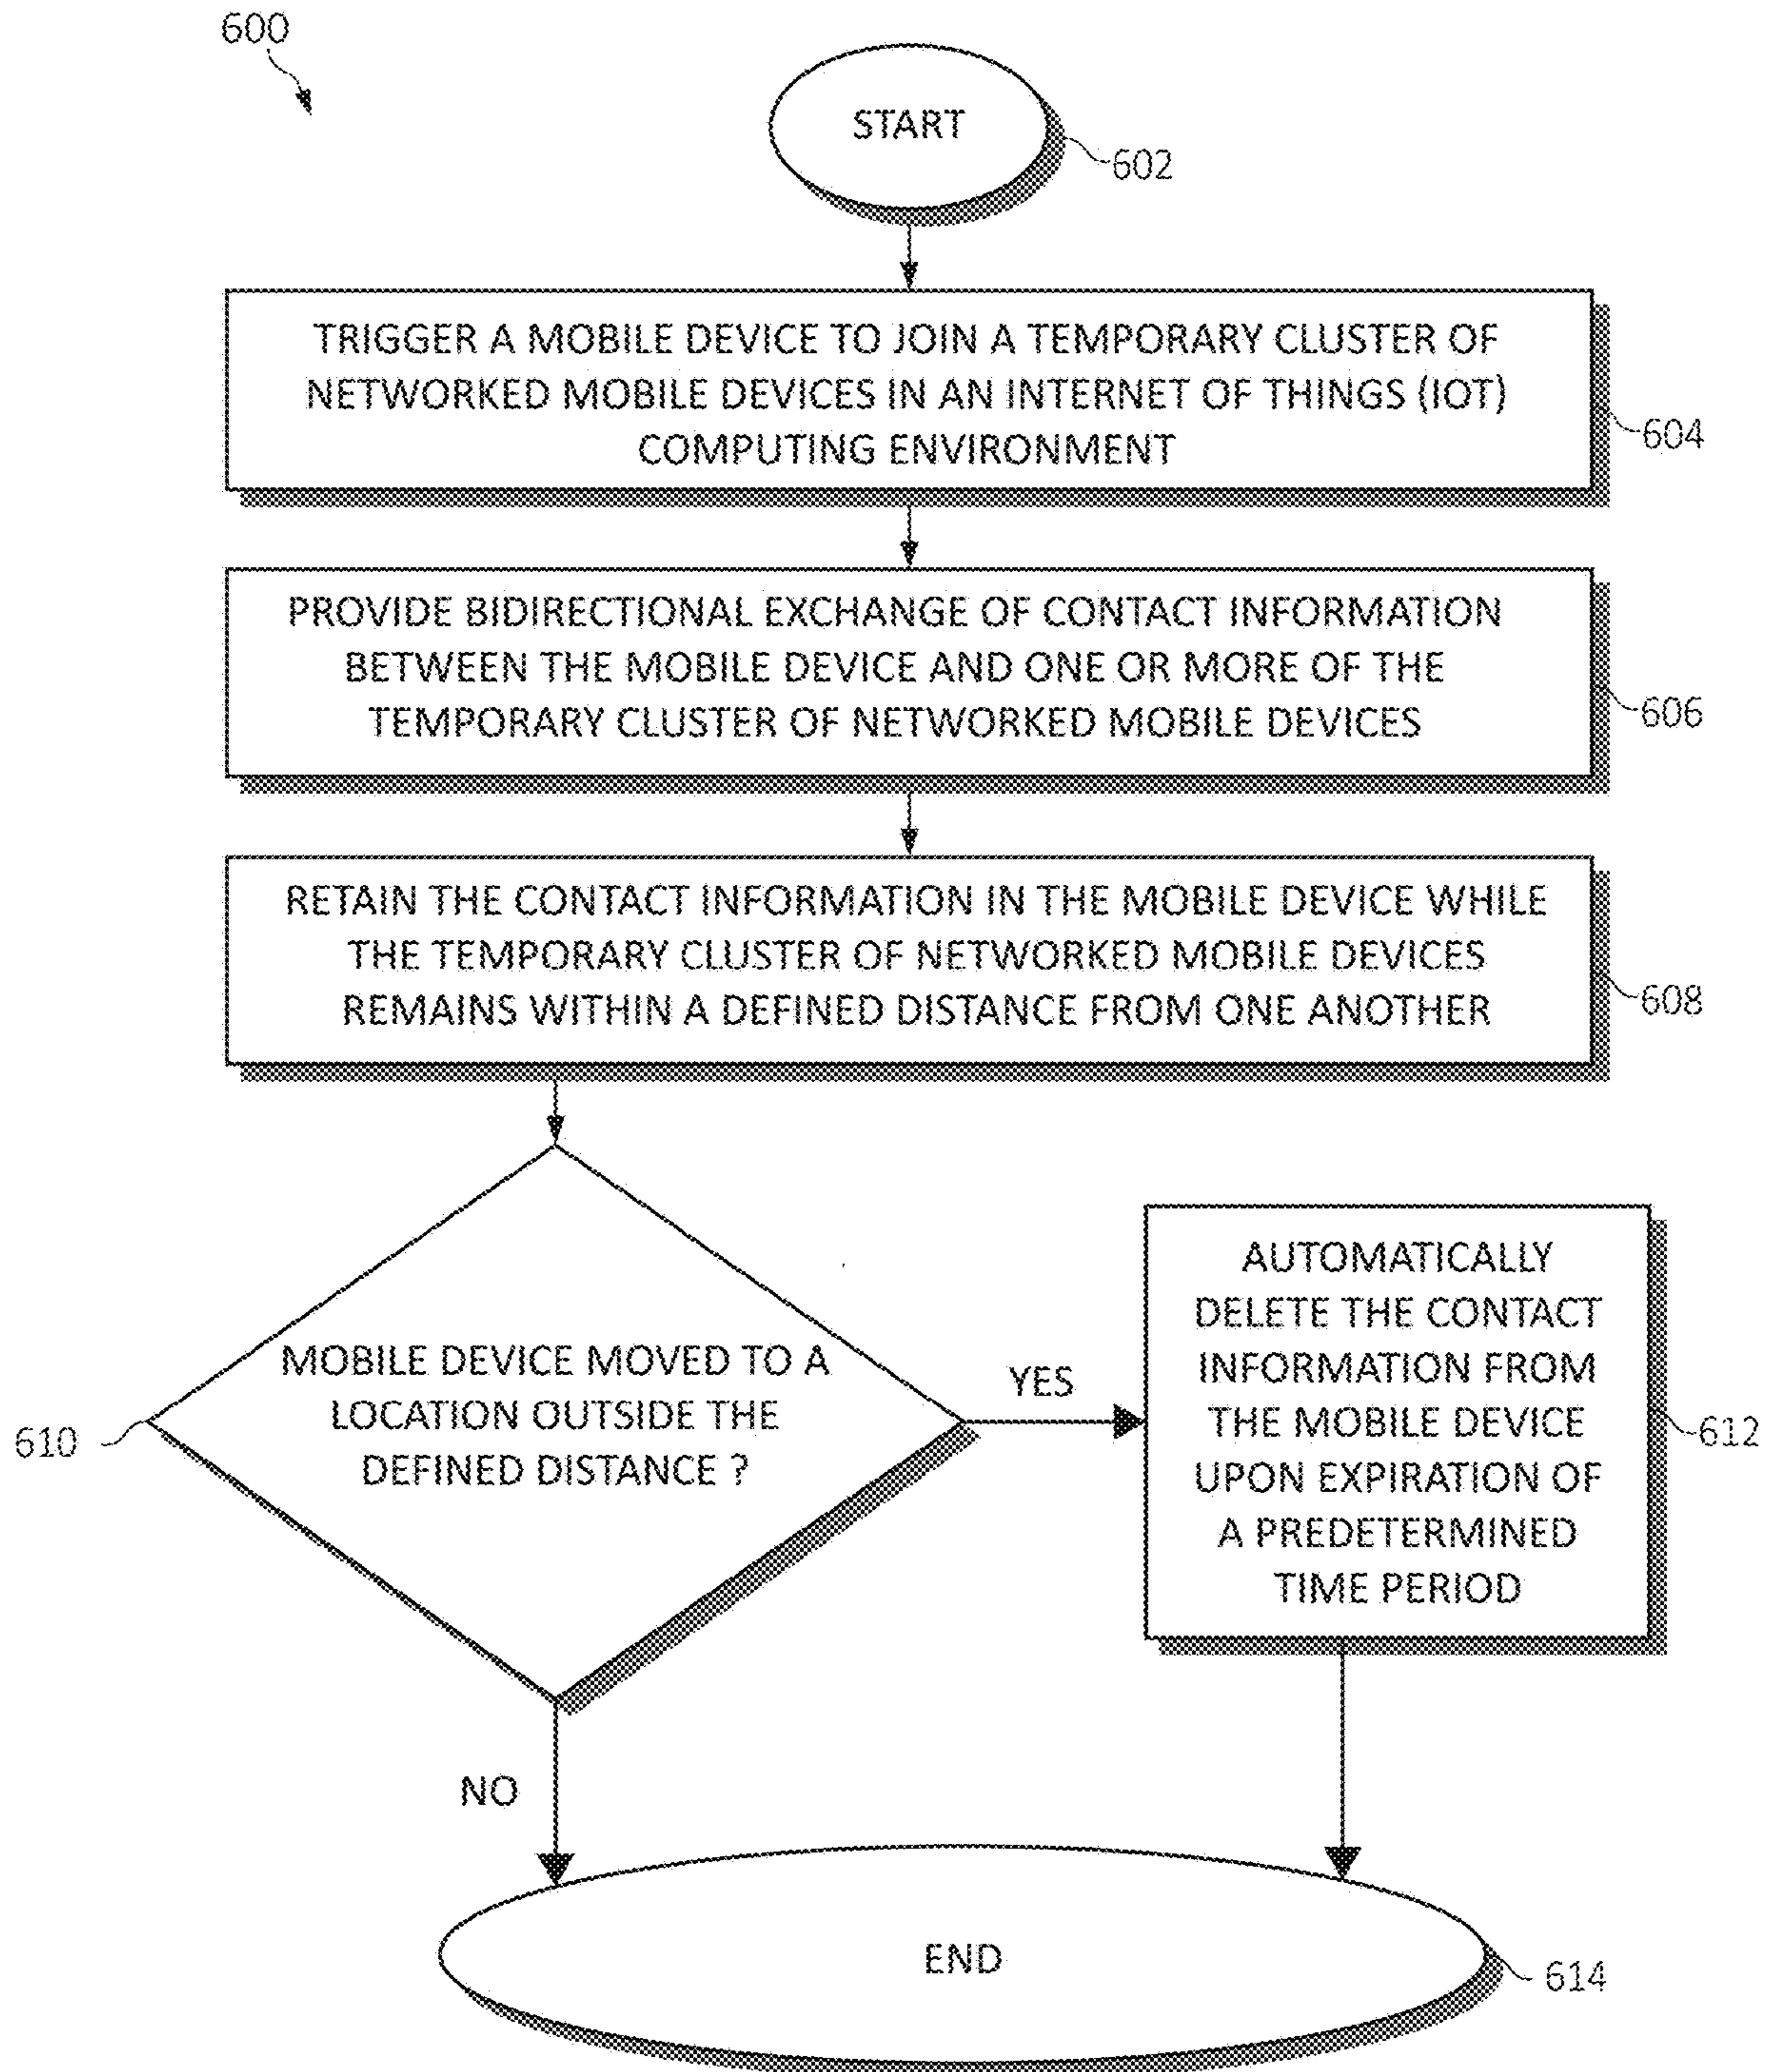 600
START
602
TRIGGER A MOBILE DEVICE TO JOIN A TEMPORARY CLUSTER OF
NETWORKED MOBILE DEVICES IN AN INTERNET OF THINGS (IOT)
COMPUTING ENVIRONMENT
604
PROVIDE BIDIRECTIONAL EXCHANGE OF CONTACT INFORMATION
BETWEEN THE MOBILE DEVICE AND ONE OR MORE OF THE
TEMPORARY CLUSTER OF NETWORKED MOBILE DEVICES
606
RETAIN THE CONTACT INFORMATION IN THE MOBILE DEVICE WHILE
THE TEMPORARY CLUSTER OF NETWORKED MOBILE DEVICES
REMAINS WITHIN A DEFINED DISTANCE FROM ONE ANOTHER
608
MOBILE DEVICE MOVED TO A
LOCATION OUTSIDE THE
DEFINED DISTANCE ?
610
YES
AUTOMATICALLY
DELETE THE CONTACT
INFORMATION FROM
THE MOBILE DEVICE
UPON EXPIRATION OF
A PREDETERMINED
TIME PERIOD
612
NO
END
614